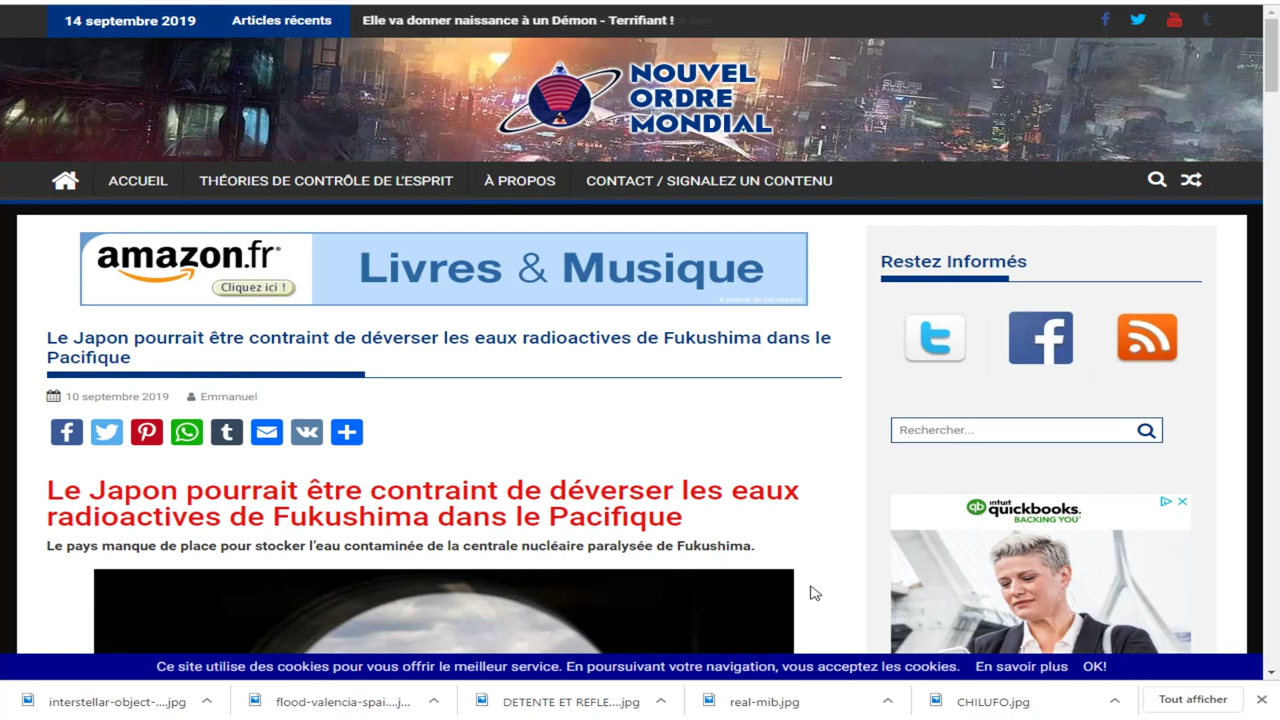 14 septembre 2019 Articles récents Elle va donner naissance à un Démon - Terrifiant !
NOUVEL
ORDRE
MONDIAL
ACCUEIL THÉORIES DE CONTRÔLE DE L'ESPRIT À PROPOS CONTACT / SIGNALEZ UN CONTENU
amazon.fr
Cliquez ici !
Livres & Musique
Restez Informés
Le Japon pourrait être contraint de déverser les eaux radioactives de Fukushima dans le
Pacifique
10 septembre 2019 Emmanuel
Rechercher...
Le Japon pourrait être contraint de déverser les eaux
radioactives de Fukushima dans le Pacifique
Le pays manque de place pour stocker l'eau contaminée de la centrale nucléaire paralysée de Fukushima.
intuit
quickbooks.
BACKING YOU™
Ce site utilise des cookies pour vous offrir le meilleur service. En poursuivant votre navigation, vous acceptez les cookies. En savoir plus OK!
interstellar-object-....jpg flood-valencia-spai....j... DETENTE ET REFLE....jpg real-mib.jpg CHILUFO.jpg Tout afficher